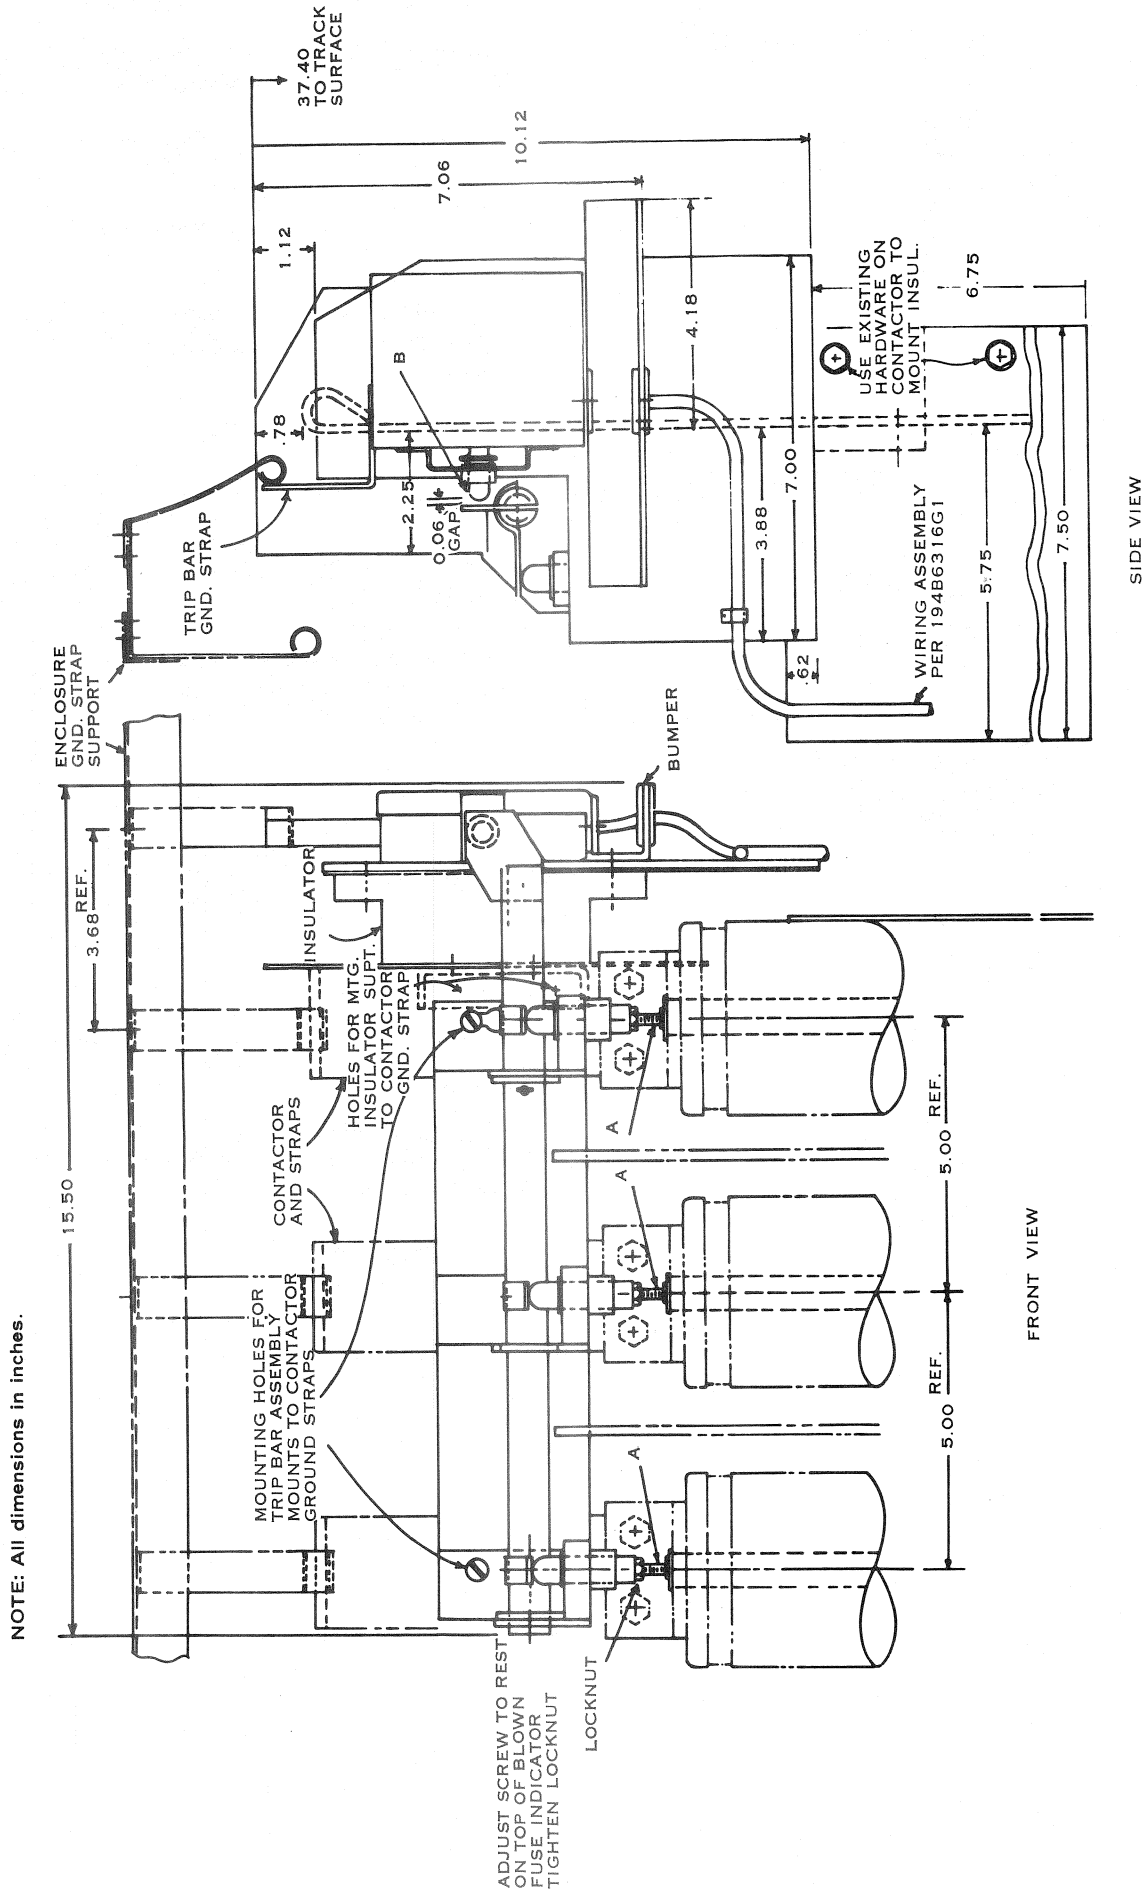 NOTE: All dimensions in inches.
15.50
3.68 REF.
ENCLOSURE
GND. STRAP
SUPPORT
TRIP BAR
GND. STRAP
37.40
TO TRACK
SURFACE
10.12
7.06
1.12
.78
2.25
0.06
GAP
B
4.18
3.88
7.00
.62
USE EXISTING
HARDWARE ON
CONTACTOR TO
MOUNT INSUL.
6.75
WIRING ASSEMBLY
PER 194B6316G1
5.75
7.50
SIDE VIEW
MOUNTING HOLES FOR
TRIP BAR ASSEMBLY
MOUNTS TO CONTACTOR
GROUND STRAPS
CONTACTOR
AND STRAPS
INSULATOR
HOLES FOR MTG.
INSULATOR SUPT.
TO CONTACTOR
GND. STRAP
BUMPER
ADJUST SCREW TO REST
ON TOP OF BLOWN
FUSE INDICATOR
TIGHTEN LOCKNUT
LOCKNUT
A
A
A
5.00 REF.
5.00 REF.
FRONT VIEW